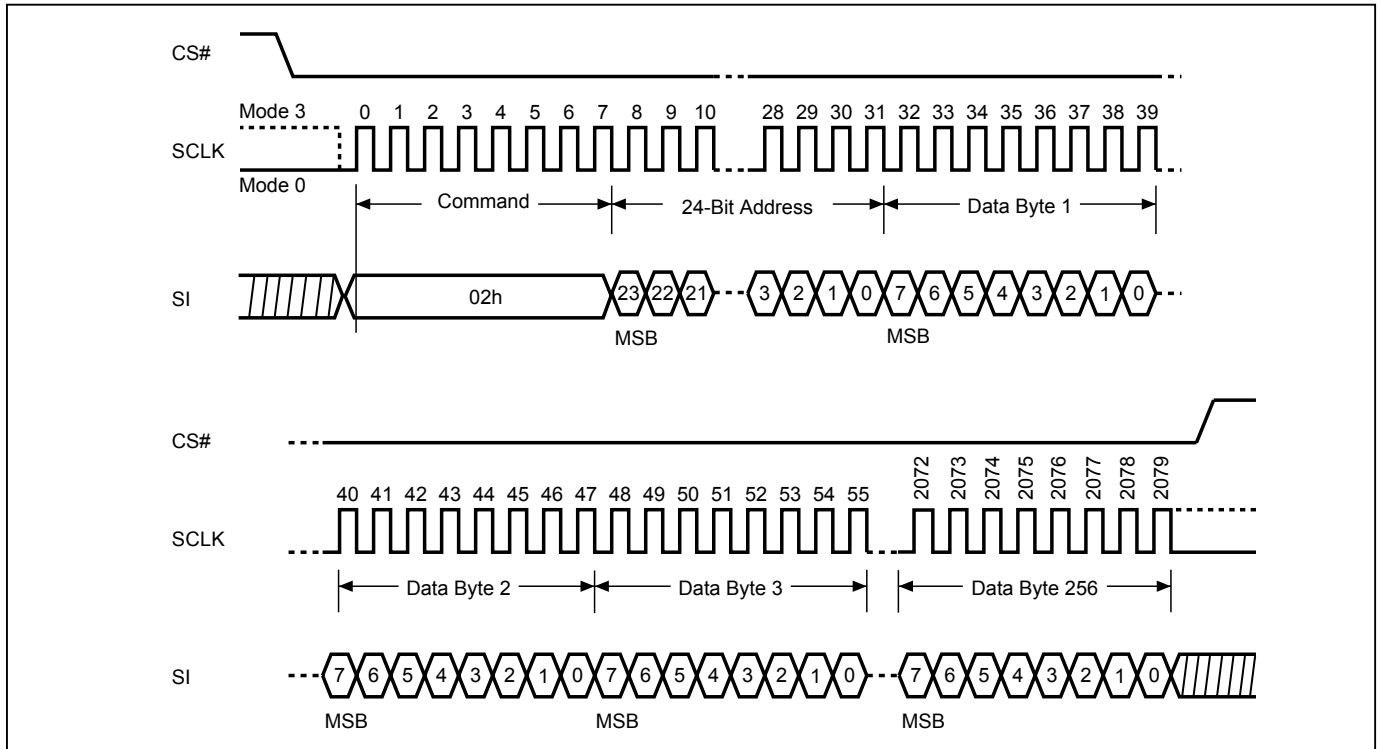 CS#
Mode 3 0 1 2 3 4 5 6 7 8 9 10 28 29 30 31 32 33 34 35 36 37 38 39
SCLK
Mode 0
Command 24-Bit Address Data Byte 1
SI 02h 23 22 21 3 2 1 0 7 6 5 4 3 2 1 0
MSB MSB
CS#
40 41 42 43 44 45 46 47 48 49 50 51 52 53 54 55 2072 2073 2074 2075 2076 2077 2078 2079
SCLK
Data Byte 2 Data Byte 3 Data Byte 256
SI 7 6 5 4 3 2 1 0 7 6 5 4 3 2 1 0 7 6 5 4 3 2 1 0
MSB MSB MSB